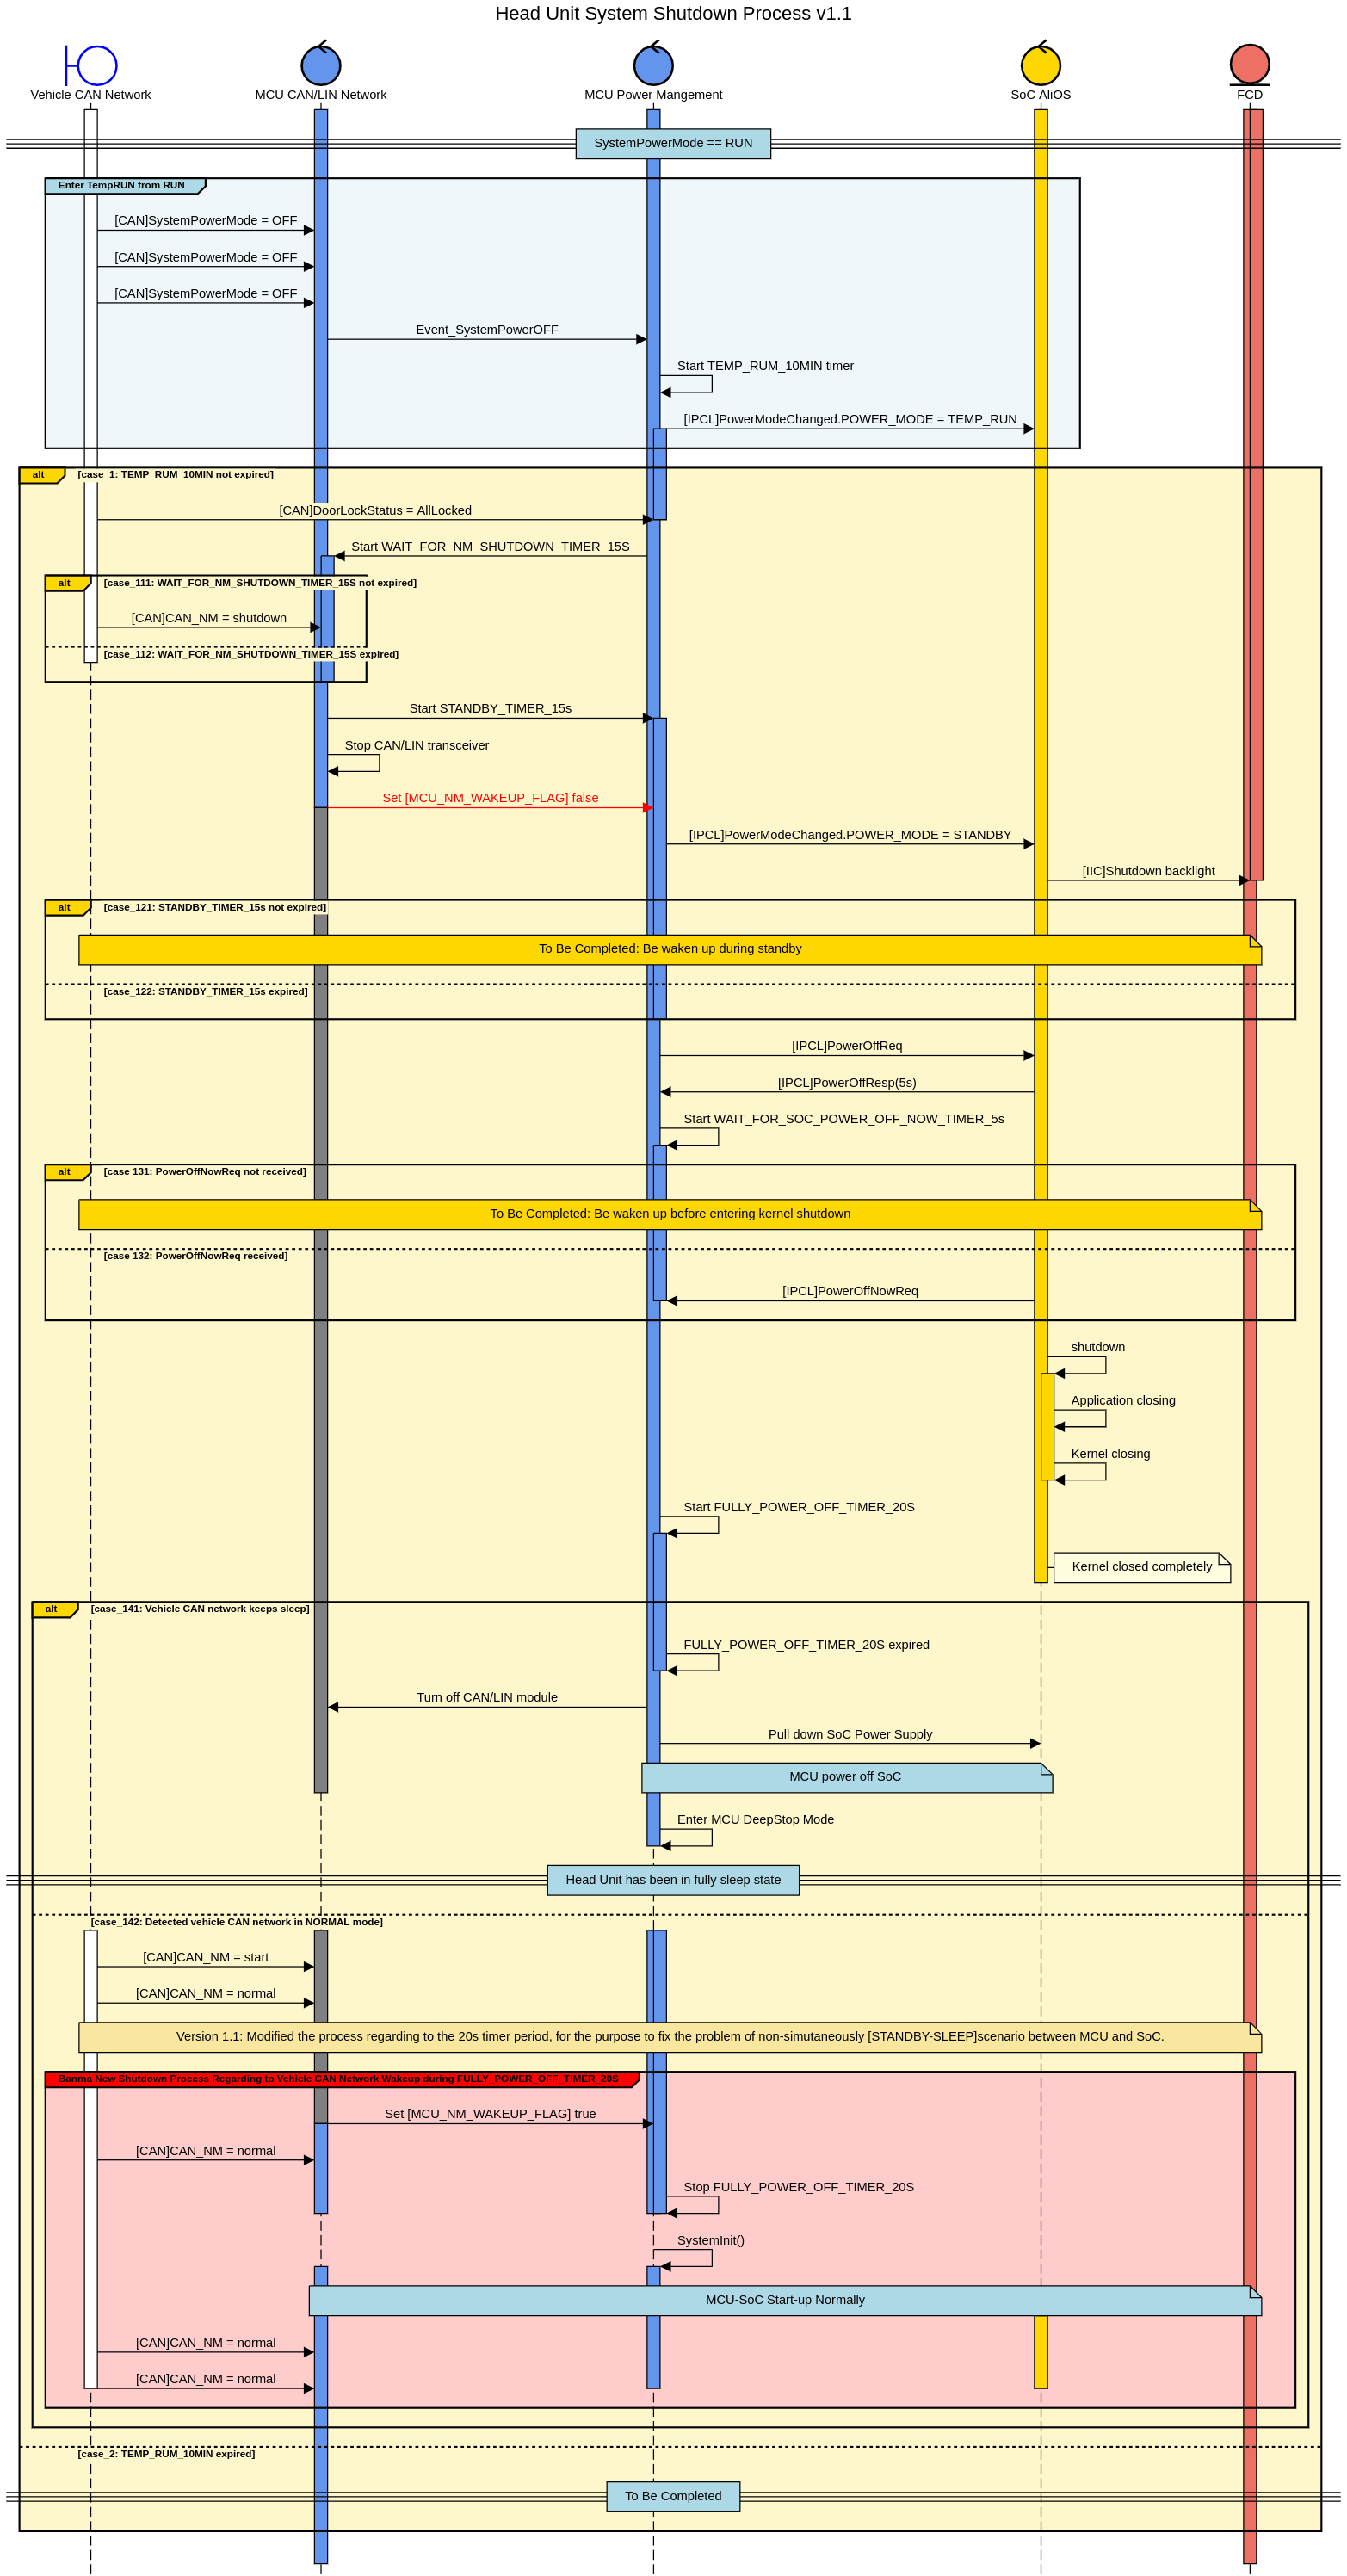 Head Unit System Shutdown Process v1.1
Vehicle CAN Network
MCU CAN/LIN Network
MCU Power Mangement
SoC AliOS
FCD
SystemPowerMode == RUN
Enter TempRUN from RUN
[CAN]SystemPowerMode = OFF
[CAN]SystemPowerMode = OFF
[CAN]SystemPowerMode = OFF
Event_SystemPowerOFF
Start TEMP_RUM_10MIN timer
[IPCL]PowerModeChanged.POWER_MODE = TEMP_RUN
alt
[case_1: TEMP_RUM_10MIN not expired]
[CAN]DoorLockStatus = AllLocked
Start WAIT_FOR_NM_SHUTDOWN_TIMER_15S
alt
[case_111: WAIT_FOR_NM_SHUTDOWN_TIMER_15S not expired]
[CAN]CAN_NM = shutdown
[case_112: WAIT_FOR_NM_SHUTDOWN_TIMER_15S expired]
Start STANDBY_TIMER_15s
Stop CAN/LIN transceiver
Set [MCU_NM_WAKEUP_FLAG] false
[IPCL]PowerModeChanged.POWER_MODE = STANDBY
[IIC]Shutdown backlight
alt
[case_121: STANDBY_TIMER_15s not expired]
To Be Completed: Be waken up during standby
[case_122: STANDBY_TIMER_15s expired]
[IPCL]PowerOffReq
[IPCL]PowerOffResp(5s)
Start WAIT_FOR_SOC_POWER_OFF_NOW_TIMER_5s
alt
[case 131: PowerOffNowReq not received]
To Be Completed: Be waken up before entering kernel shutdown
[case 132: PowerOffNowReq received]
[IPCL]PowerOffNowReq
shutdown
Application closing
Kernel closing
Start FULLY_POWER_OFF_TIMER_20S
Kernel closed completely
alt
[case_141: Vehicle CAN network keeps sleep]
FULLY_POWER_OFF_TIMER_20S expired
Turn off CAN/LIN module
Pull down SoC Power Supply
MCU power off SoC
Enter MCU DeepStop Mode
Head Unit has been in fully sleep state
[case_142: Detected vehicle CAN network in NORMAL mode]
[CAN]CAN_NM = start
[CAN]CAN_NM = normal
Version 1.1: Modified the process regarding to the 20s timer period, for the purpose to fix the problem of non-simutaneously [STANDBY-SLEEP]scenario between MCU and SoC.
Banma New Shutdown Process Regarding to Vehicle CAN Network Wakeup during FULLY_POWER_OFF_TIMER_20S
Set [MCU_NM_WAKEUP_FLAG] true
[CAN]CAN_NM = normal
Stop FULLY_POWER_OFF_TIMER_20S
SystemInit()
MCU-SoC Start-up Normally
[CAN]CAN_NM = normal
[CAN]CAN_NM = normal
[case_2: TEMP_RUM_10MIN expired]
To Be Completed